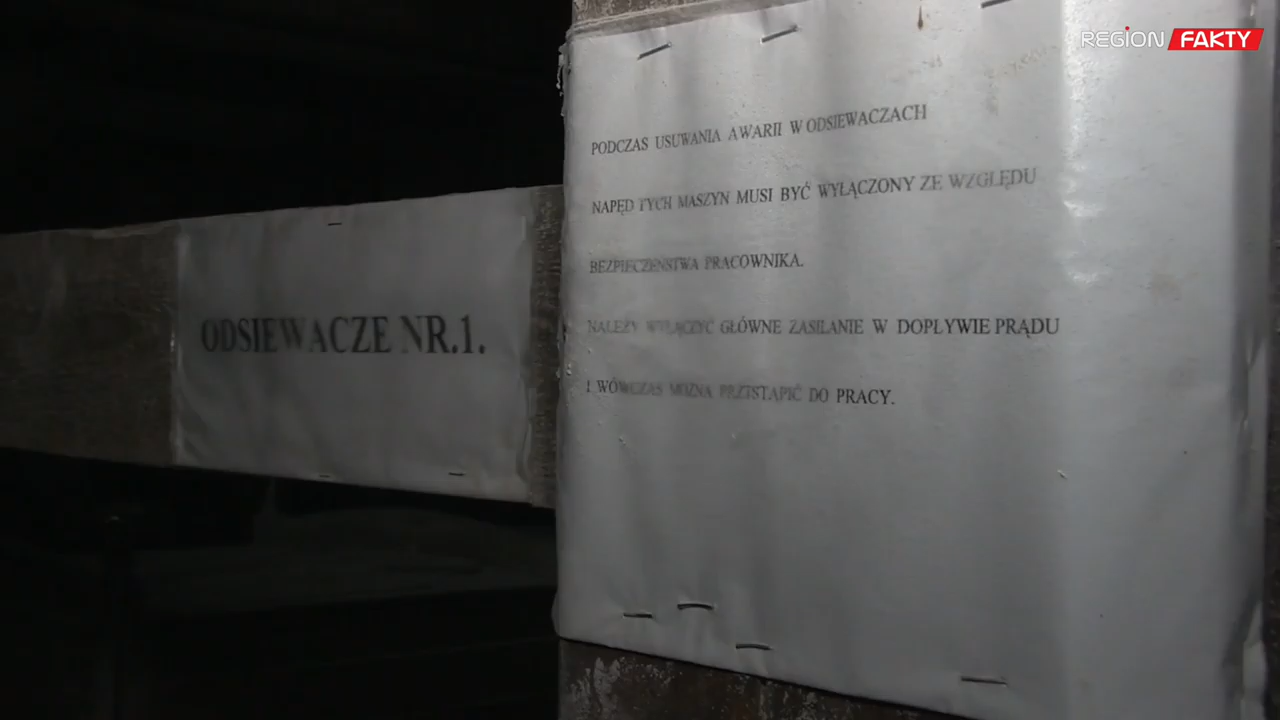 REGION FAKTY
ODSIEWACZE NR.1.
PODCZAS USUWANIA AWARII W ODSIEWACZACH
NAPĘD TYCH MASZYN MUSI BYĆ WYŁĄCZONY ZE WZGLĘDU
BEZPIECZEŃSTWA PRACOWNIKA.
NALEŻY WYŁĄCZYĆ GŁÓWNE ZASILANIE W DOPŁYWIE PRĄDU
I WÓWCZAS MOŻNA PRZYSTĄPIĆ DO PRACY.